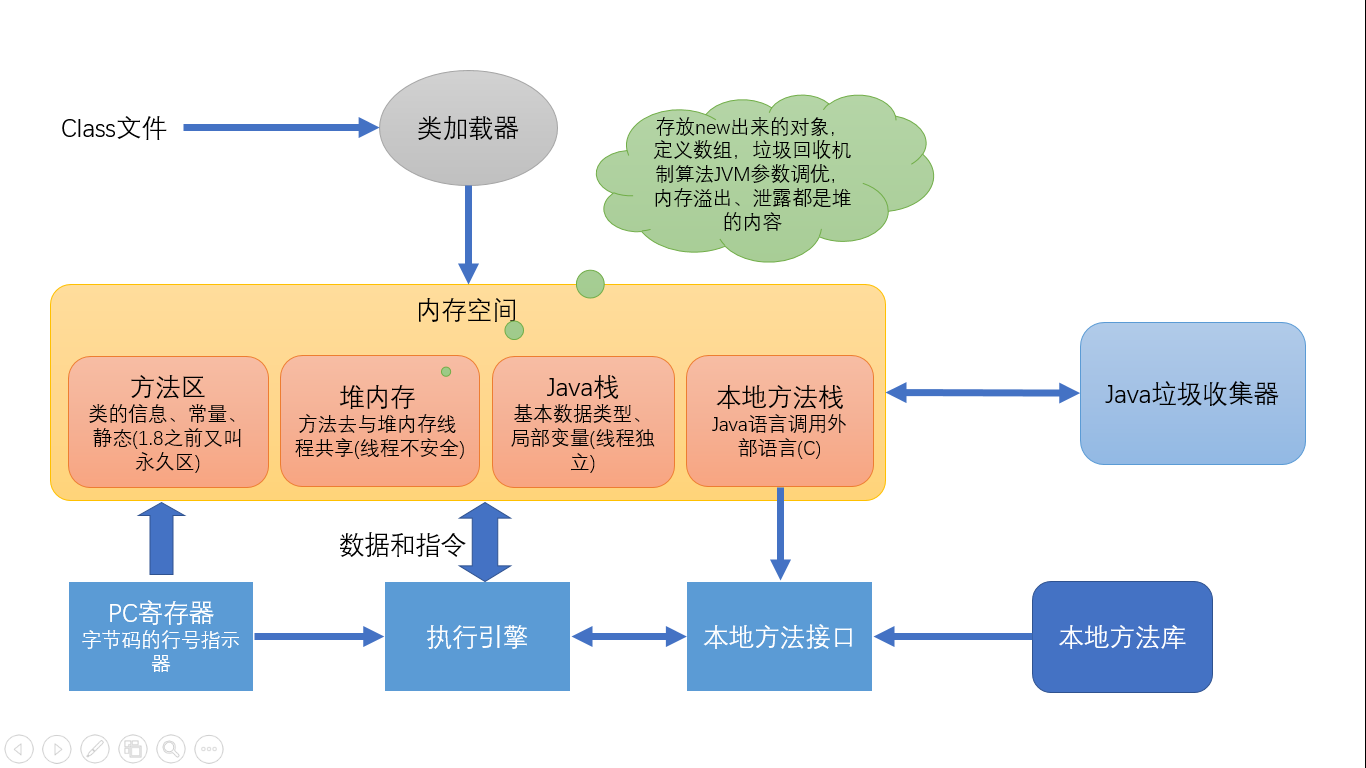 Class文件
类加载器
存放new出来的对象，
定义数组，垃圾回收机
制算法JVM参数调优，
内存溢出、泄露都是堆
的内容
内存空间
方法区
类的信息、常量、
静态(1.8之前又叫
永久区)
堆内存
方法去与堆内存线
程共享(线程不安全)
Java栈
基本数据类型、
局部变量(线程独
立)
本地方法栈
Java语言调用外
部语言(C)
Java垃圾收集器
数据和指令
PC寄存器
字节码的行号指示
器
执行引擎
本地方法接口
本地方法库